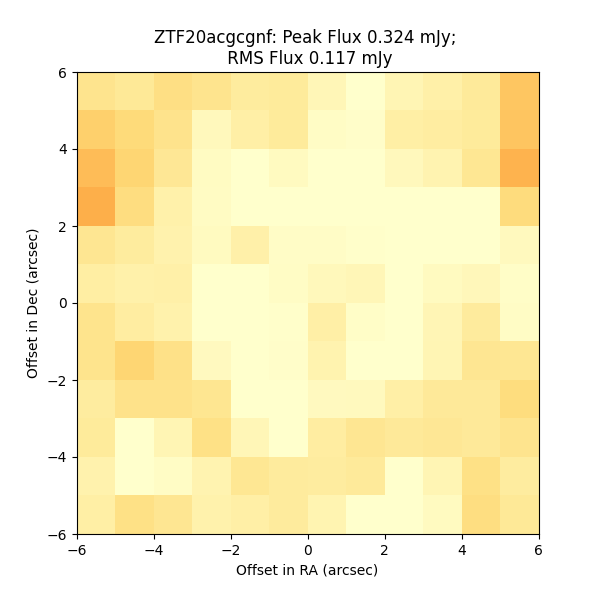 ZTF20acgcgnf: Peak Flux 0.324 mJy;
RMS Flux 0.117 mJy
6
4
2
0
−2
−4
−6
Offset in Dec (arcsec)
−6 −4 −2 0 2 4 6
Offset in RA (arcsec)